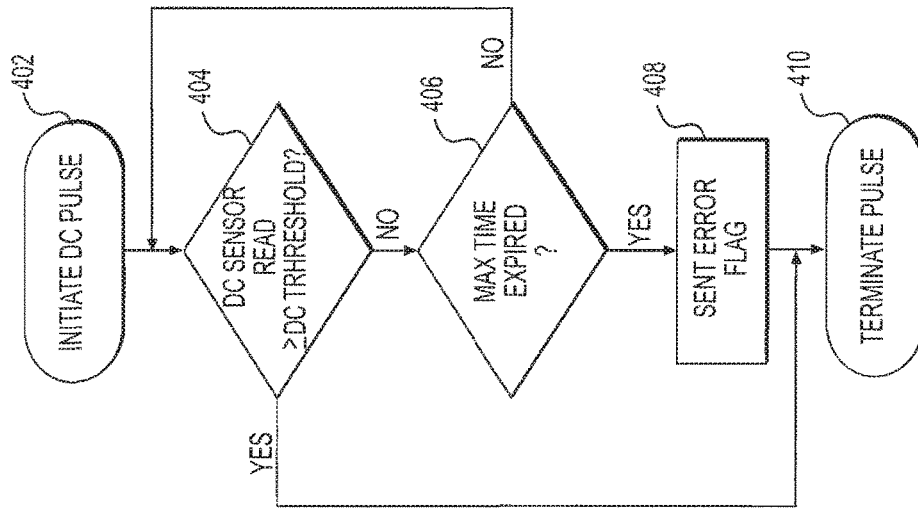 INITIATE DC PULSE
402
DC SENSOR
READ
≥DC TRHRESHOLD?
404
YES
NO
MAX TIME
EXPIRED
?
406
NO
YES
SENT ERROR
FLAG
408
TERMINATE PULSE
410